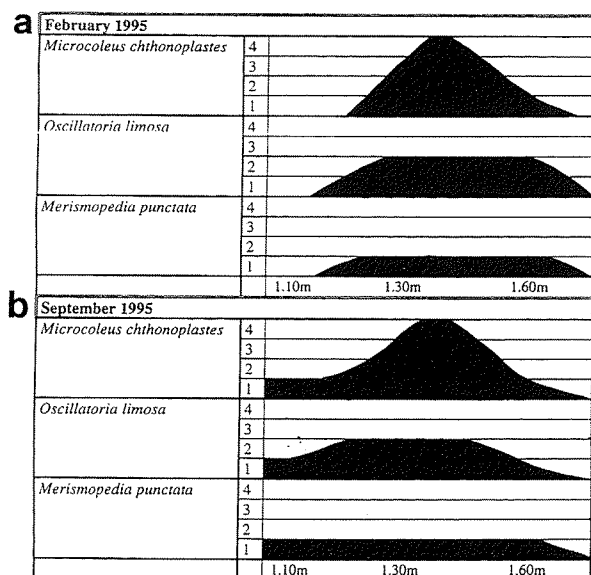 a
February 1995
Microcoleus chthonoplastes
4
3
2
1
Oscillatoria limosa
4
3
2
1
Merismopedia punctata
4
3
2
1
1.10m 1.30m 1.60m
b
September 1995
Microcoleus chthonoplastes
4
3
2
1
Oscillatoria limosa
4
3
2
1
Merismopedia punctata
4
3
2
1
1.10m 1.30m 1.60m